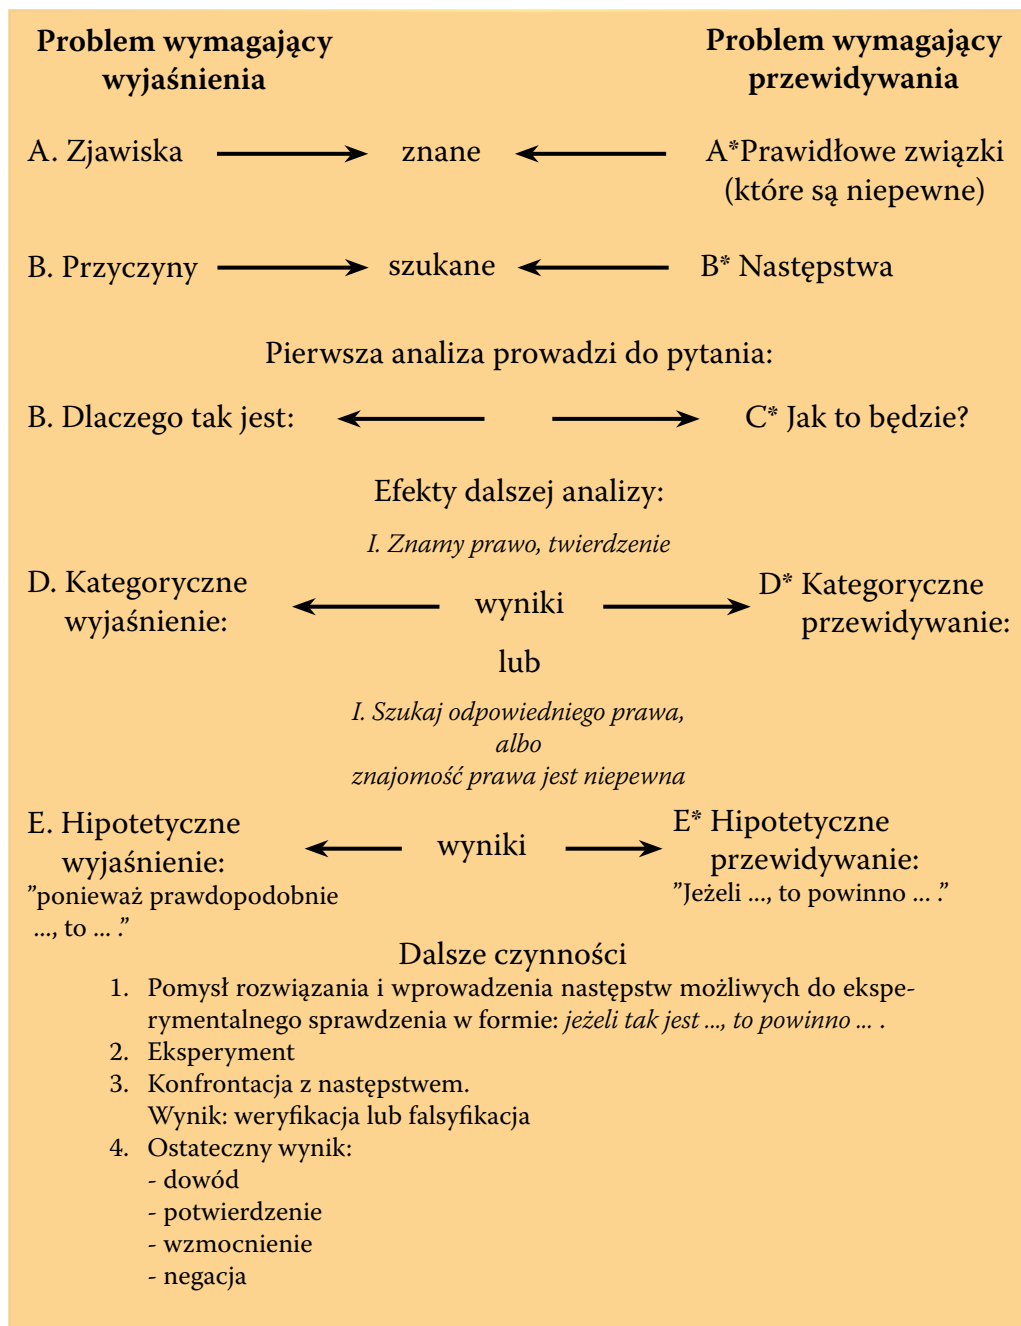 Problem wymagający
wyjaśnienia
Problem wymagający
przewidywania
A. Zjawiska
znane
A*Prawidłowe związki
(które są niepewne)
B. Przyczyny
szukane
B* Następstwa
Pierwsza analiza prowadzi do pytania:
B. Dlaczego tak jest:
C* Jak to będzie?
Efekty dalszej analizy:
I. Znamy prawo, twierdzenie
D. Kategoryczne
wyjaśnienie:
wyniki
D* Kategoryczne
przewidywanie:
lub
I. Szukaj odpowiedniego prawa,
albo
znajomość prawa jest niepewna
E. Hipotetyczne
wyjaśnienie:
”ponieważ prawdopodobnie
..., to ... .”
wyniki
E* Hipotetyczne
przewidywanie:
”Jeżeli ..., to powinno ... .”
Dalsze czynności
1. Pomysł rozwiązania i wprowadzenia następstw możliwych do ekspe-
rymentalnego sprawdzenia w formie: jeżeli tak jest ..., to powinno ... .
2. Eksperyment
3. Konfrontacja z następstwem.
Wynik: weryfikacja lub falsyfikacja
4. Ostateczny wynik:
- dowód
- potwierdzenie
- wzmocnienie
- negacja